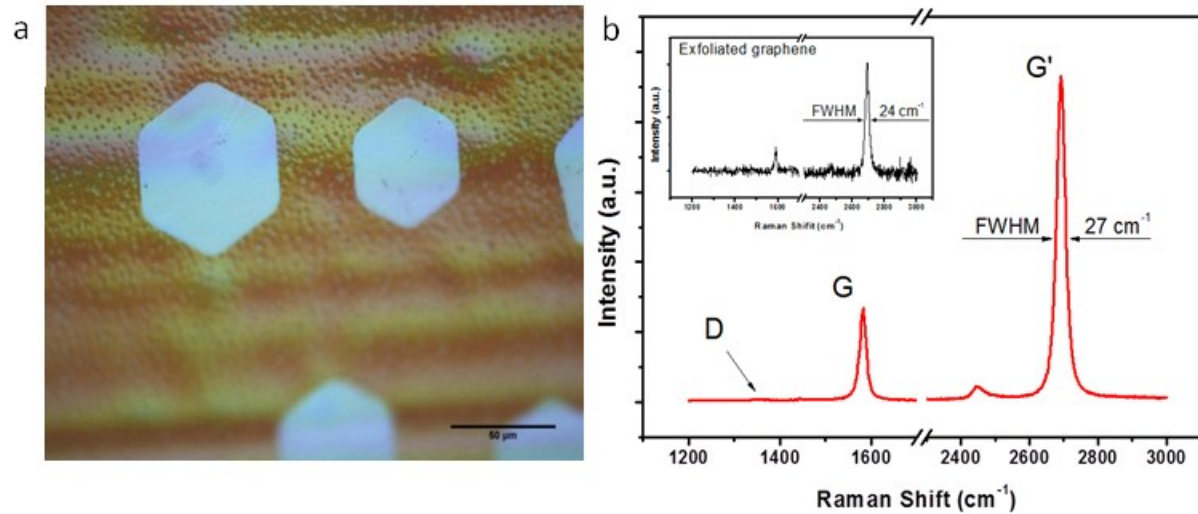 a
50 µm
b
Exfoliated graphene
FWHM
24 cm⁻¹
Intensity (a.u.)
1200
1400
1600
2400
2600
2800
3000
Raman Shifit (cm⁻¹)
G'
FWHM
27 cm⁻¹
G
D
Intensity (a.u.)
1200
1400
1600
2400
2600
2800
3000
Raman Shift (cm⁻¹)